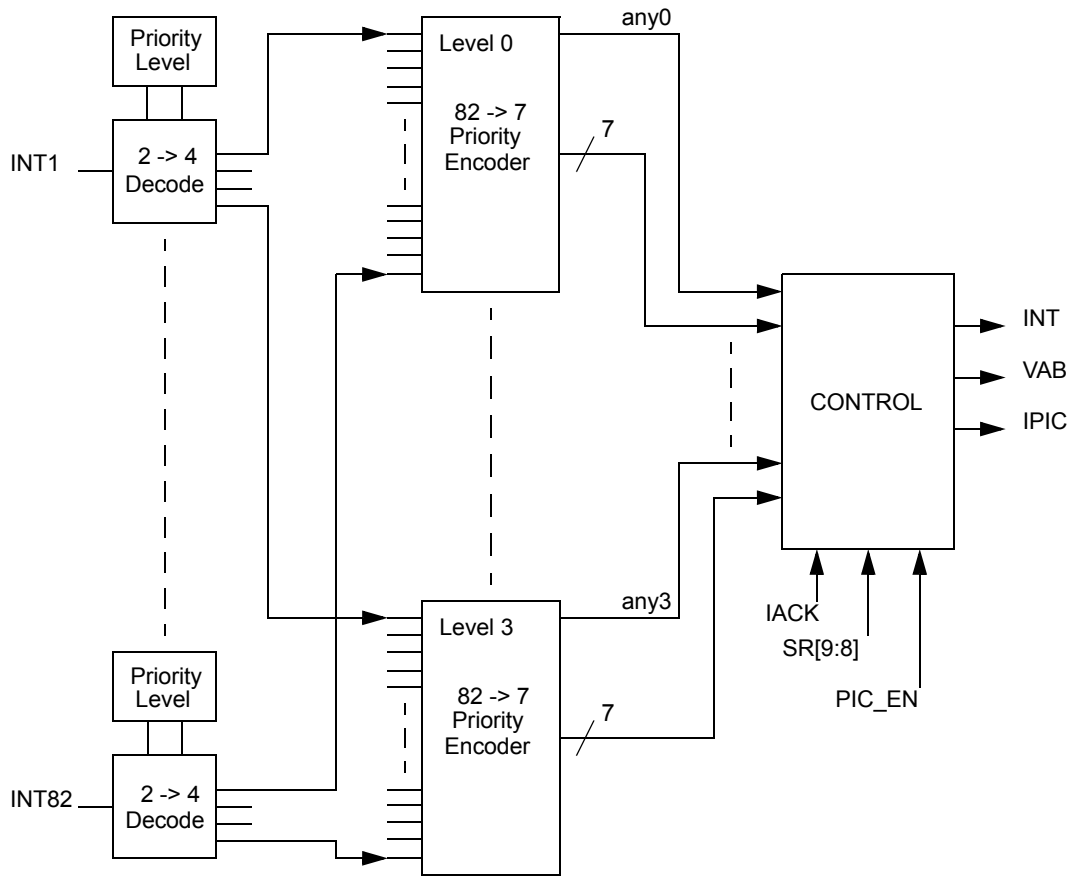 Priority
Level
INT1
2 -> 4
Decode
Level 0
82 -> 7
Priority
Encoder
any0
7
CONTROL
INT
VAB
IPIC
IACK
SR[9:8]
PIC_EN
Priority
Level
INT82
2 -> 4
Decode
Level 3
82 -> 7
Priority
Encoder
any3
7